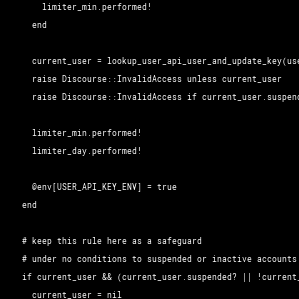 limiter_min.performed!
end
current_user = lookup_user_api_user_and_update_key(use
raise Discourse::InvalidAccess unless current_user
raise Discourse::InvalidAccess if current_user.suspend
limiter_min.performed!
limiter_day.performed!
@env[USER_API_KEY_ENV] = true
end
# keep this rule here as a safeguard
# under no conditions to suspended or inactive accounts
if current_user && (current_user.suspended? || !current_
current_user = nil